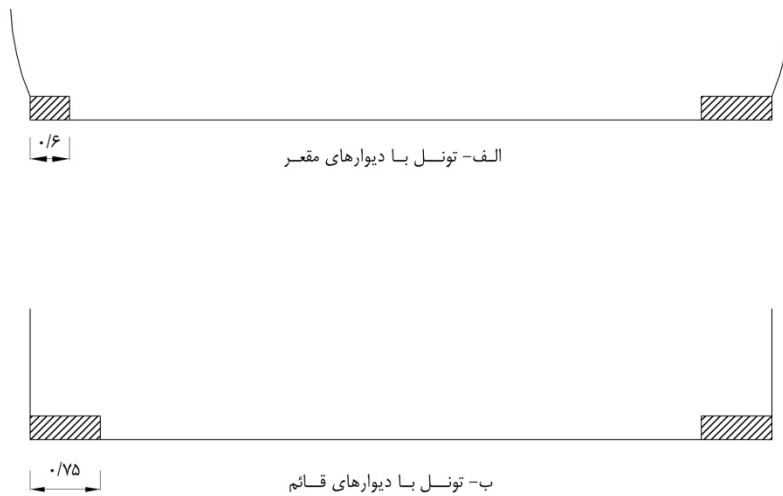 ۰/۶
الف- تونل با دیوارهای مقعر
۰/۷۵
ب- تونل با دیوارهای قائم